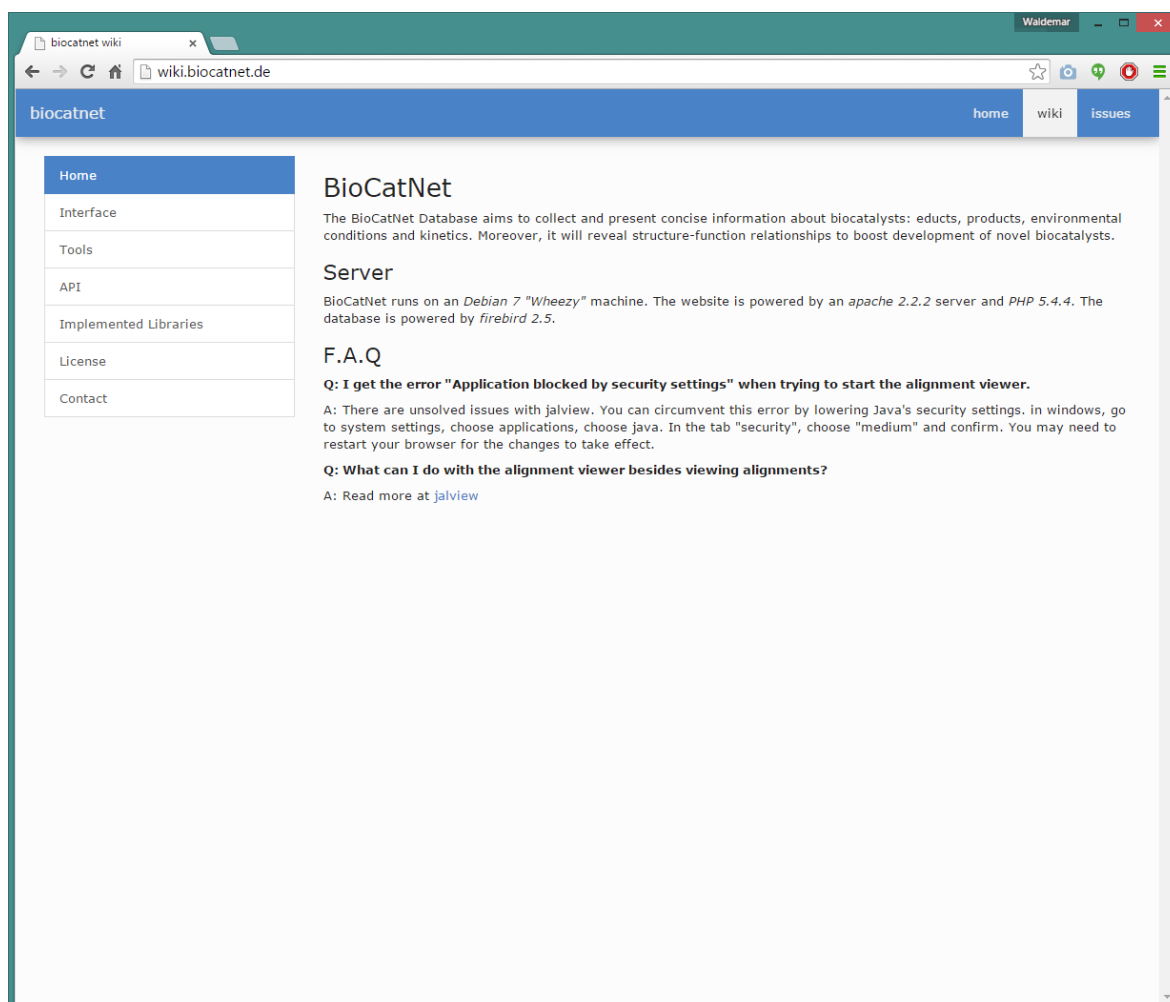 Waldemar
biocatnet wiki
wiki.biocatnet.de
biocatnet
home
wiki
issues
Home
Interface
Tools
API
Implemented Libraries
License
Contact
BioCatNet
The BioCatNet Database aims to collect and present concise information about biocatalysts: educts, products, environmental
conditions and kinetics. Moreover, it will reveal structure-function relationships to boost development of novel biocatalysts.
Server
BioCatNet runs on an Debian 7 "Wheezy" machine. The website is powered by an apache 2.2.2 server and PHP 5.4.4. The
database is powered by firebird 2.5.
F.A.Q
Q: I get the error "Application blocked by security settings" when trying to start the alignment viewer.
A: There are unsolved issues with jalview. You can circumvent this error by lowering Java's security settings. in windows, go
to system settings, choose applications, choose java. In the tab "security", choose "medium" and confirm. You may need to
restart your browser for the changes to take effect.
Q: What can I do with the alignment viewer besides viewing alignments?
A: Read more at jalview